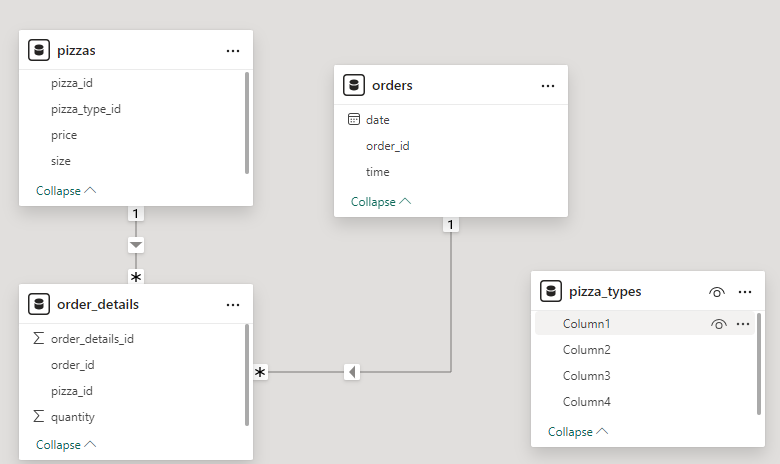 pizzas
pizza_id
pizza_type_id
price
size
Collapse
1
*
orders
date
order_id
time
Collapse
1
*
order_details
order_details_id
order_id
pizza_id
quantity
Collapse
pizza_types
Column1
Column2
Column3
Column4
Collapse